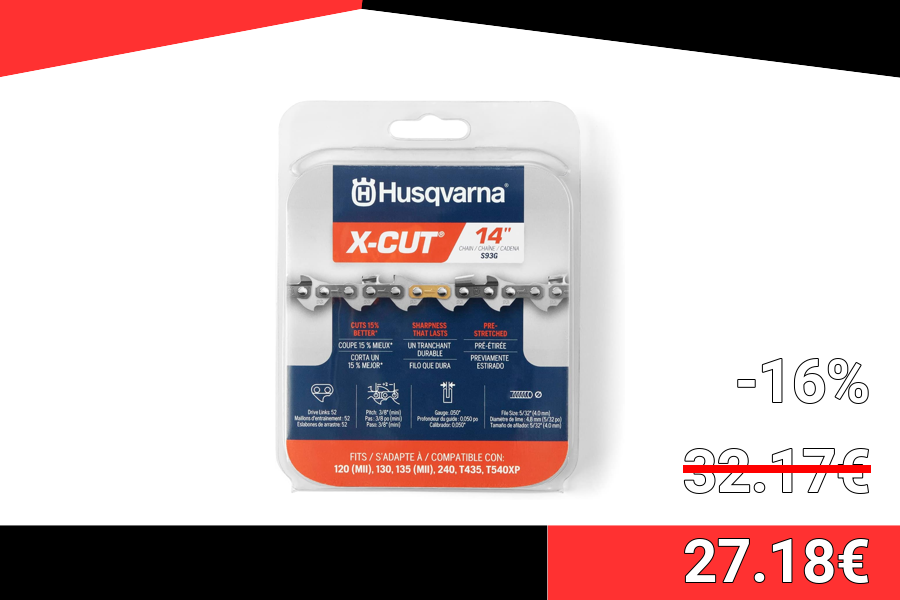 Husqvarna®
X-CUT®
14"
CHAIN / CHAÎNE / CADENA
S93G
CUTS 15%
BETTER*
COUPE 15 % MIEUX*
CORTA UN
15 % MEJOR*
SHARPNESS
THAT LASTS
UN TRANCHANT
DURABLE
FILO QUE DURA
PRE-
STRETCHED
PRÉ-ÉTIRÉE
PREVIAMENTE
ESTIRADO
Drive Links: 52
Maillons d'entraînement : 52
Eslabones de arrastre: 52
Pitch: 3/8" (mini)
Pas : 3/8 po (mini)
Paso: 3/8" (mini)
Gauge: .050"
Profondeur du guide : 0,050 po
Calibrador: 0.050"
File Size: 5/32" (4.0 mm)
Diamètre de lime : 4,8 mm (5/32 po)
Tamaño de afilador: 5/32" (4,0 mm)
FITS / S'ADAPTE À / COMPATIBLE CON:
120 (MII), 130, 135 (MII), 240, T435, T540XP
-16%
32.17€
27.18€